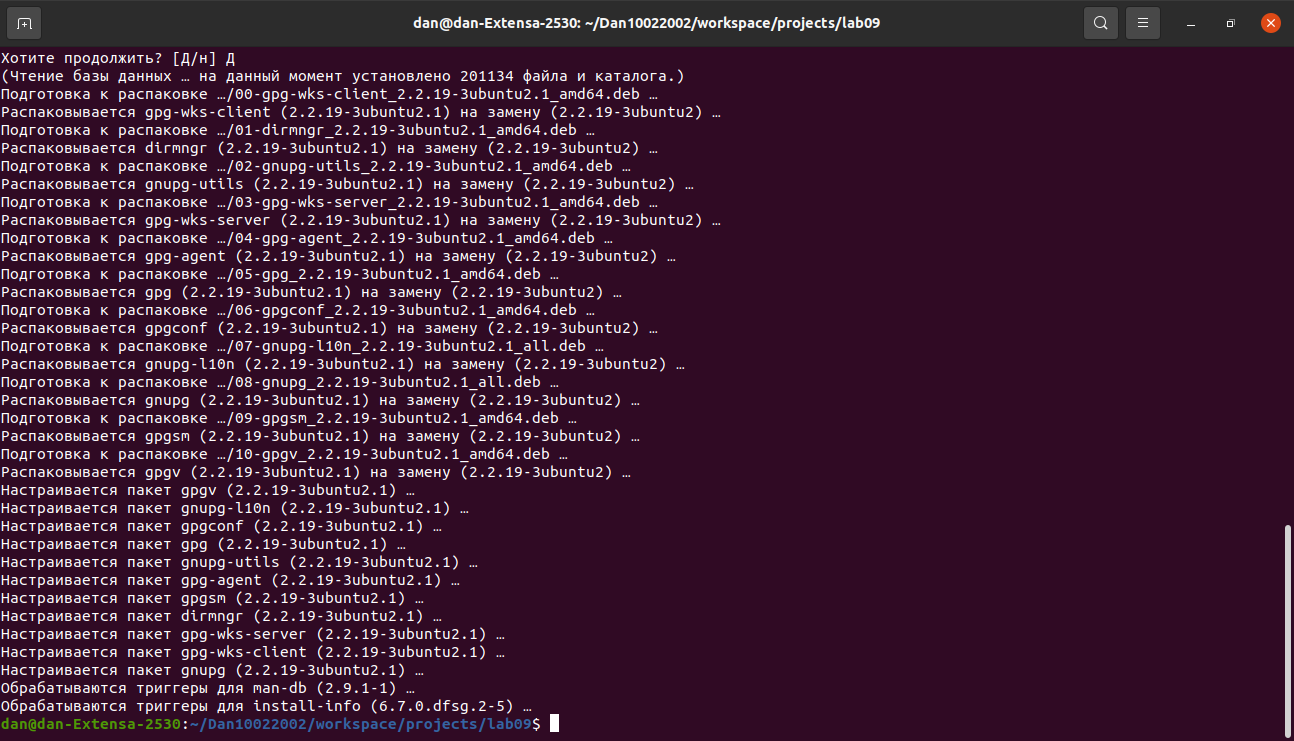 dan@dan-Extensa-2530: ~/Dan10022002/workspace/projects/lab09
Хотите продолжить? [Д/н] Д
(Чтение базы данных … на данный момент установлено 201134 файла и каталога.)
Подготовка к распаковке …/00-gpg-wks-client_2.2.19-3ubuntu2.1_amd64.deb …
Распаковывается gpg-wks-client (2.2.19-3ubuntu2.1) на замену (2.2.19-3ubuntu2) …
Подготовка к распаковке …/01-dirmngr_2.2.19-3ubuntu2.1_amd64.deb …
Распаковывается dirmngr (2.2.19-3ubuntu2.1) на замену (2.2.19-3ubuntu2) …
Подготовка к распаковке …/02-gnupg-utils_2.2.19-3ubuntu2.1_amd64.deb …
Распаковывается gnupg-utils (2.2.19-3ubuntu2.1) на замену (2.2.19-3ubuntu2) …
Подготовка к распаковке …/03-gpg-wks-server_2.2.19-3ubuntu2.1_amd64.deb …
Распаковывается gpg-wks-server (2.2.19-3ubuntu2.1) на замену (2.2.19-3ubuntu2) …
Подготовка к распаковке …/04-gpg-agent_2.2.19-3ubuntu2.1_amd64.deb …
Распаковывается gpg-agent (2.2.19-3ubuntu2.1) на замену (2.2.19-3ubuntu2) …
Подготовка к распаковке …/05-gpg_2.2.19-3ubuntu2.1_amd64.deb …
Распаковывается gpg (2.2.19-3ubuntu2.1) на замену (2.2.19-3ubuntu2) …
Подготовка к распаковке …/06-gpgconf_2.2.19-3ubuntu2.1_amd64.deb …
Распаковывается gpgconf (2.2.19-3ubuntu2.1) на замену (2.2.19-3ubuntu2) …
Подготовка к распаковке …/07-gnupg-l10n_2.2.19-3ubuntu2.1_all.deb …
Распаковывается gnupg-l10n (2.2.19-3ubuntu2.1) на замену (2.2.19-3ubuntu2) …
Подготовка к распаковке …/08-gnupg_2.2.19-3ubuntu2.1_all.deb …
Распаковывается gnupg (2.2.19-3ubuntu2.1) на замену (2.2.19-3ubuntu2) …
Подготовка к распаковке …/09-gpgsm_2.2.19-3ubuntu2.1_amd64.deb …
Распаковывается gpgsm (2.2.19-3ubuntu2.1) на замену (2.2.19-3ubuntu2) …
Подготовка к распаковке …/10-gpgv_2.2.19-3ubuntu2.1_amd64.deb …
Распаковывается gpgv (2.2.19-3ubuntu2.1) на замену (2.2.19-3ubuntu2) …
Настраивается пакет gpgv (2.2.19-3ubuntu2.1) …
Настраивается пакет gnupg-l10n (2.2.19-3ubuntu2.1) …
Настраивается пакет gpgconf (2.2.19-3ubuntu2.1) …
Настраивается пакет gpg (2.2.19-3ubuntu2.1) …
Настраивается пакет gnupg-utils (2.2.19-3ubuntu2.1) …
Настраивается пакет gpg-agent (2.2.19-3ubuntu2.1) …
Настраивается пакет gpgsm (2.2.19-3ubuntu2.1) …
Настраивается пакет dirmngr (2.2.19-3ubuntu2.1) …
Настраивается пакет gpg-wks-server (2.2.19-3ubuntu2.1) …
Настраивается пакет gpg-wks-client (2.2.19-3ubuntu2.1) …
Настраивается пакет gnupg (2.2.19-3ubuntu2.1) …
Обрабатываются триггеры для man-db (2.9.1-1) …
Обрабатываются триггеры для install-info (6.7.0.dfsg.2-5) …
dan@dan-Extensa-2530:~/Dan10022002/workspace/projects/lab09$